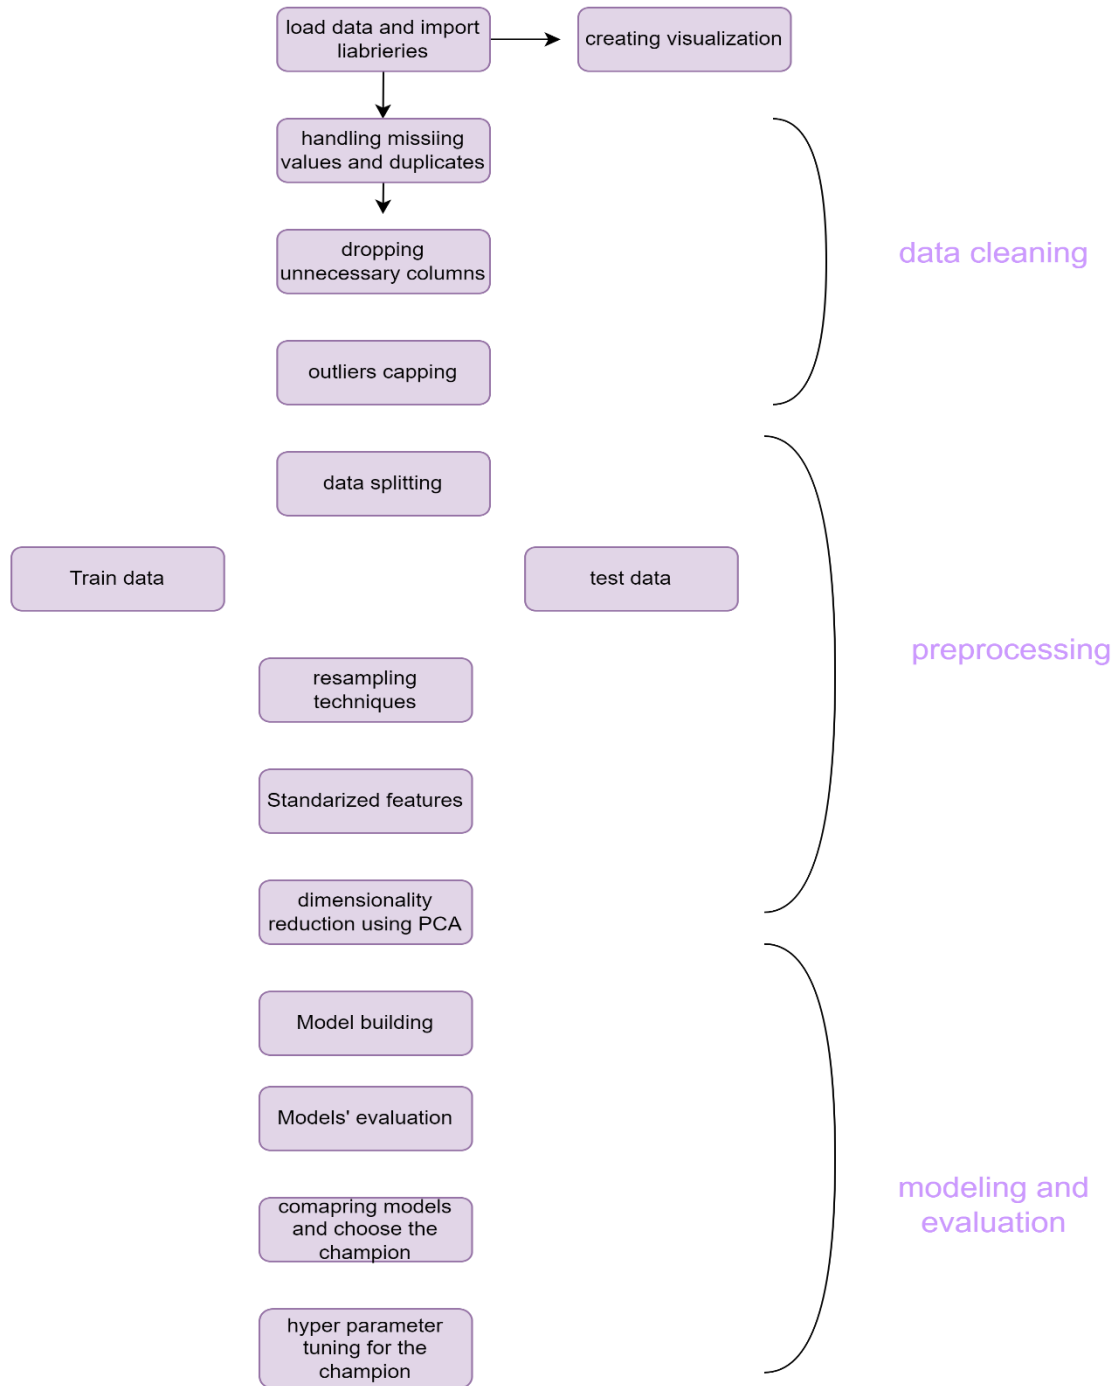 load data and import
liabrieries
creating visualization
handling missiing
values and duplicates
dropping
unnecessary columns
data cleaning
outliers capping
data splitting
Train data
test data
preprocessing
resampling
techniques
Standarized features
dimensionality
reduction using PCA
Model building
Models' evaluation
modeling and
evaluation
comapring models
and choose the
champion
hyper parameter
tuning for the
champion